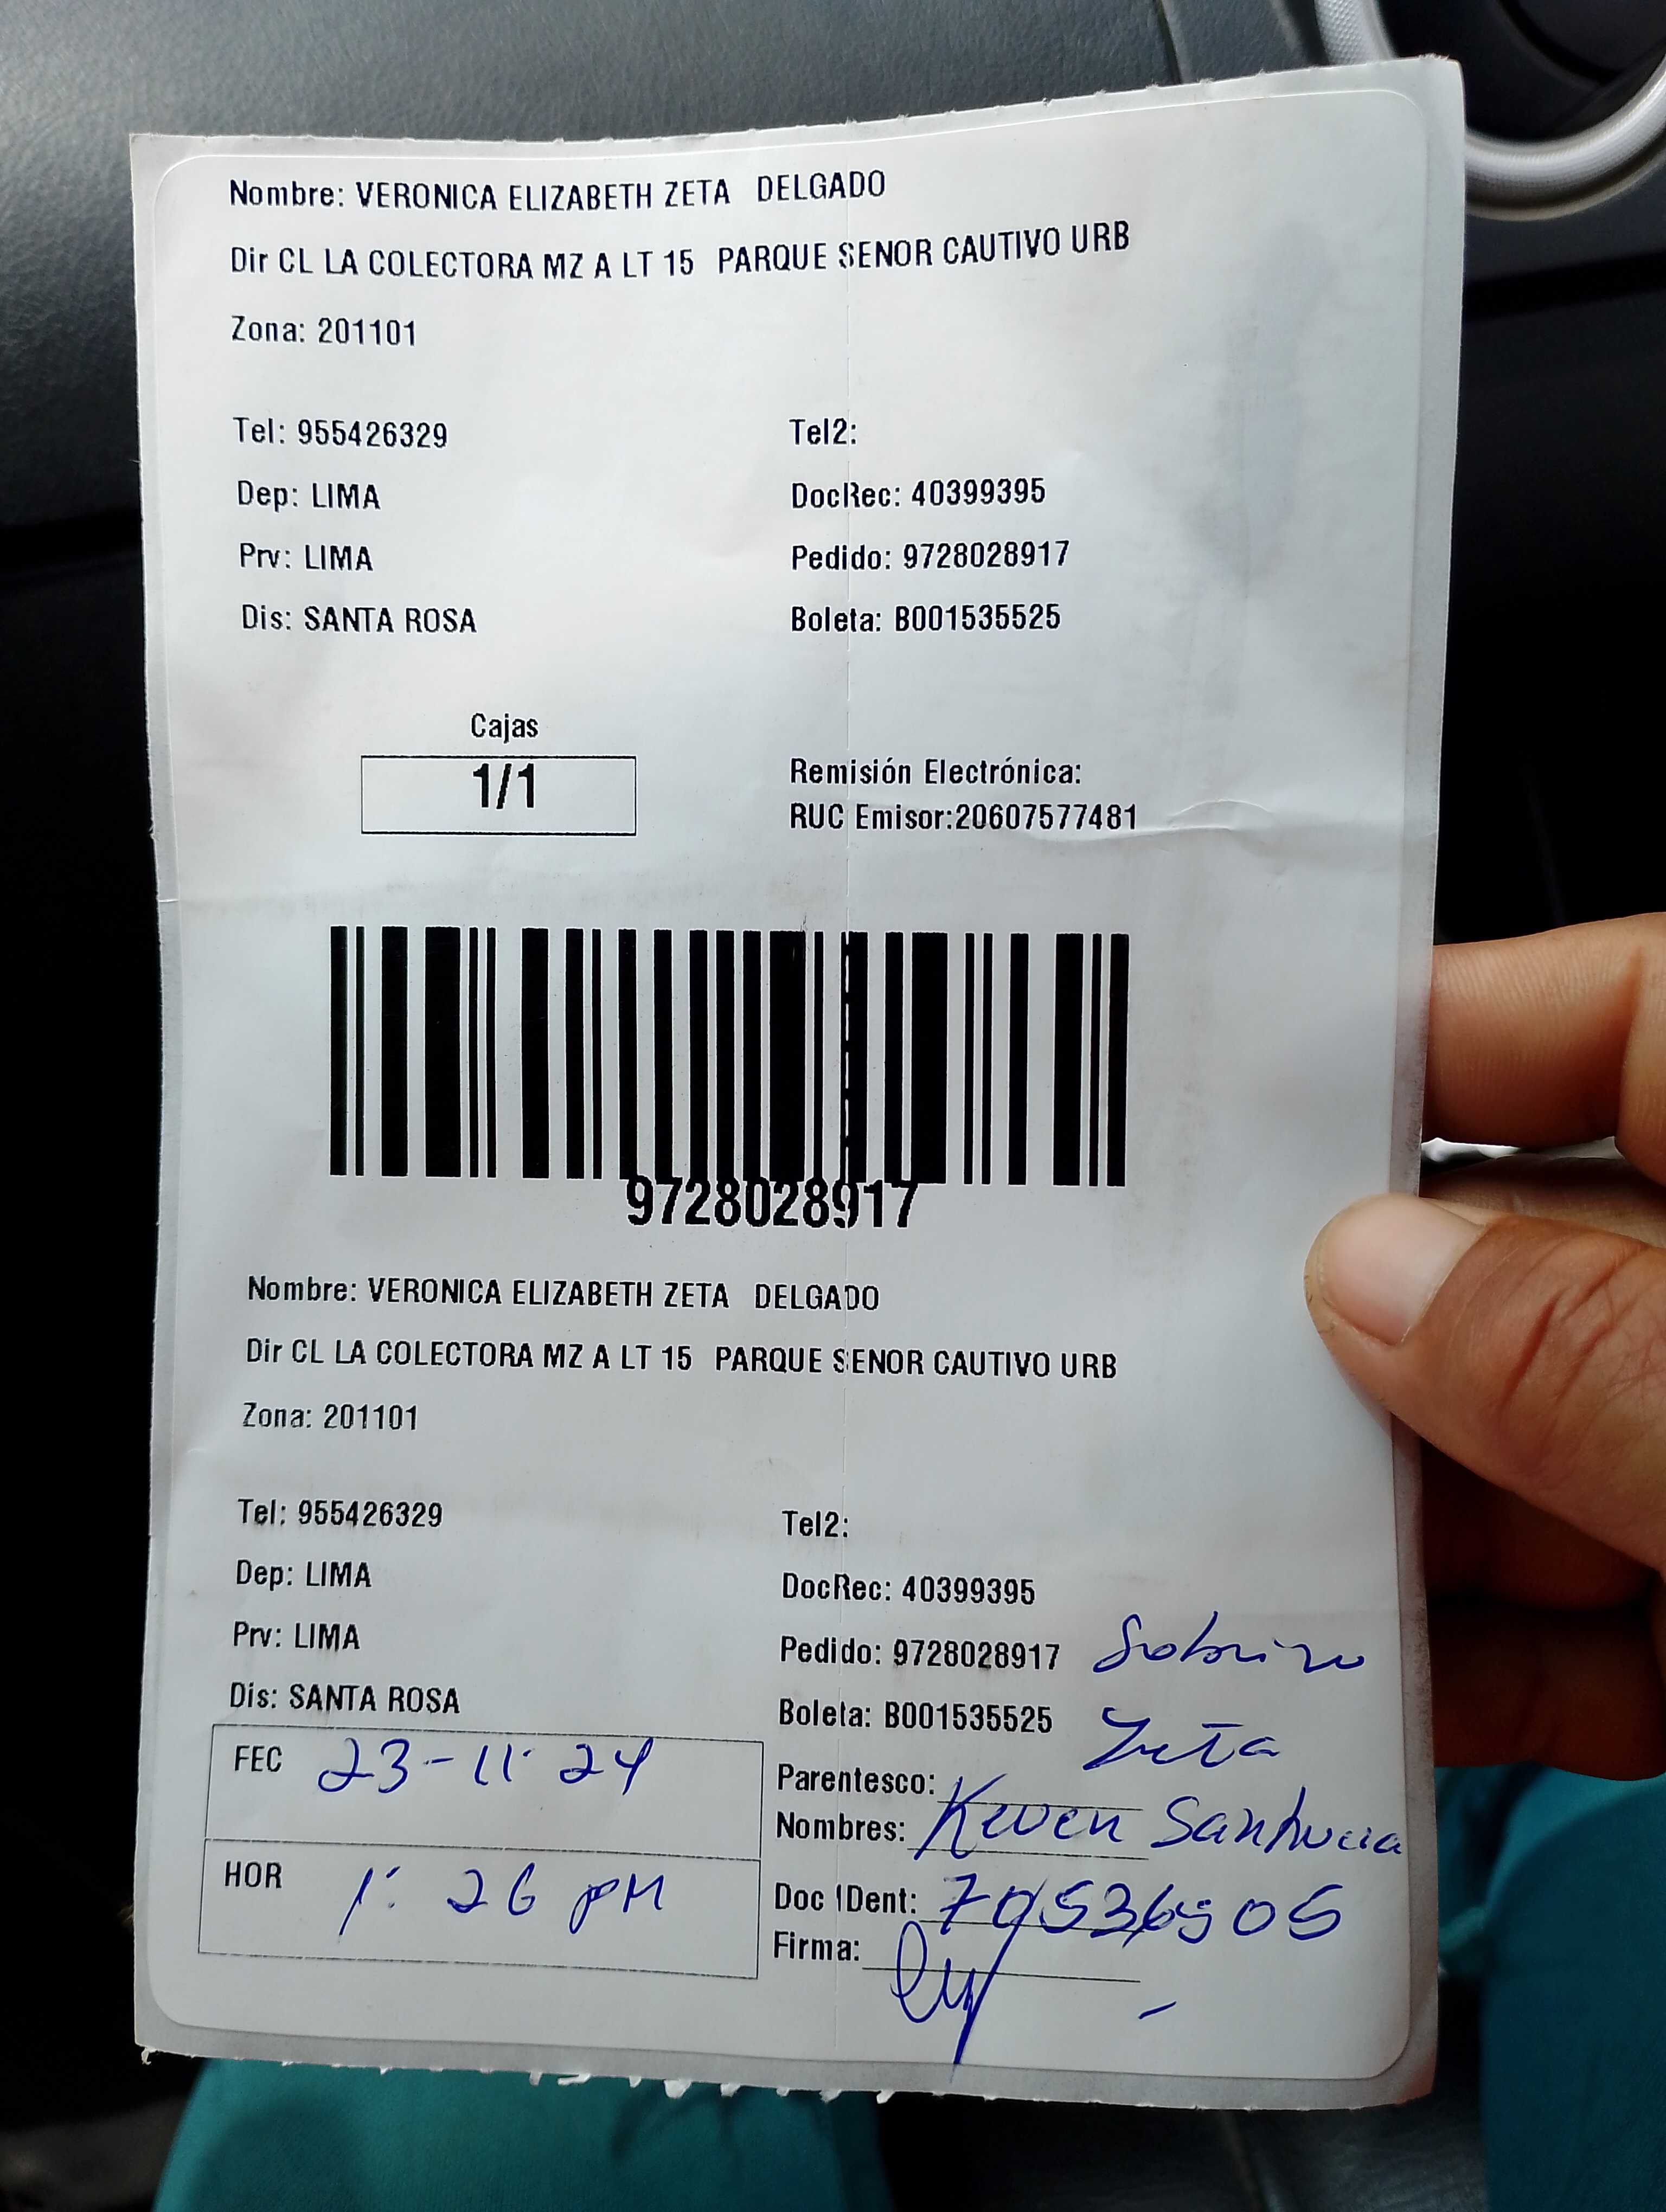 Nombre: VERONICA ELIZABETH ZETA DELGADO
Dir CL LA COLECTORA MZ A LT 15 PARQUE SENOR CAUTIVO URB
Zona: 201101
Tel: 955426329 Tel2:
Dep: LIMA DocRec: 40399395
Prv: LIMA Pedido: 9728028917
Dis: SANTA ROSA Boleta: B001535525
Cajas
1/1
Remisión Electrónica:
RUC Emisor:20607577481
9728028917
Nombre: VERONICA ELIZABETH ZETA DELGADO
Dir CL LA COLECTORA MZ A LT 15 PARQUE SENOR CAUTIVO URB
Zona: 201101
Tel: 955426329 Tel2:
Dep: LIMA DocRec: 40399395
Prv: LIMA Pedido: 9728028917 Sobrino
Dis: SANTA ROSA Boleta: B001535525 Zeta
FEC 23-11-24
Parentesco:
Nombres: Keven
HOR 1:26 PM
Doc IDent:
Firma: